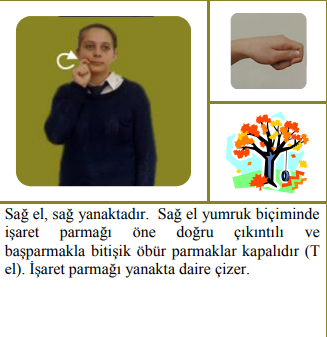 Sağ el, sağ yanaktadır. Sağ el yumruk biçiminde
işaret parmağı öne doğru çıkıntılı ve
başparmakla bitişik öbür parmaklar kapalıdır (T
el). İşaret parmağı yanakta daire çizer.